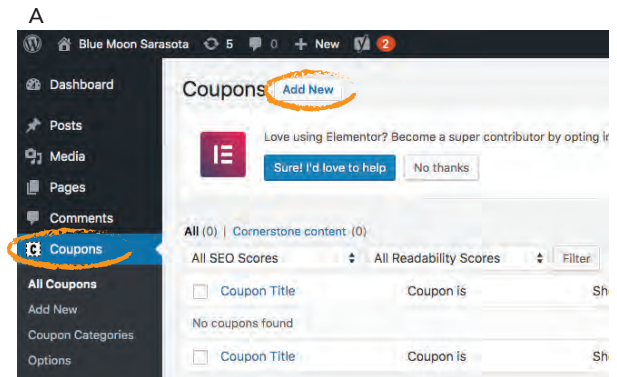 A
Blue Moon Sarasota 5 0 + New 2
Dashboard
Posts
Media
Pages
Comments
Coupons
All Coupons
Add New
Coupon Categories
Options
Coupons Add New
Love using Elementor? Become a super contributor by opting in
Sure! I'd love to help No thanks
All (0) | Cornerstone content (0)
All SEO Scores All Readability Scores Filter
Coupon Title Coupon is Sh
No coupons found
Coupon Title Coupon is Sh